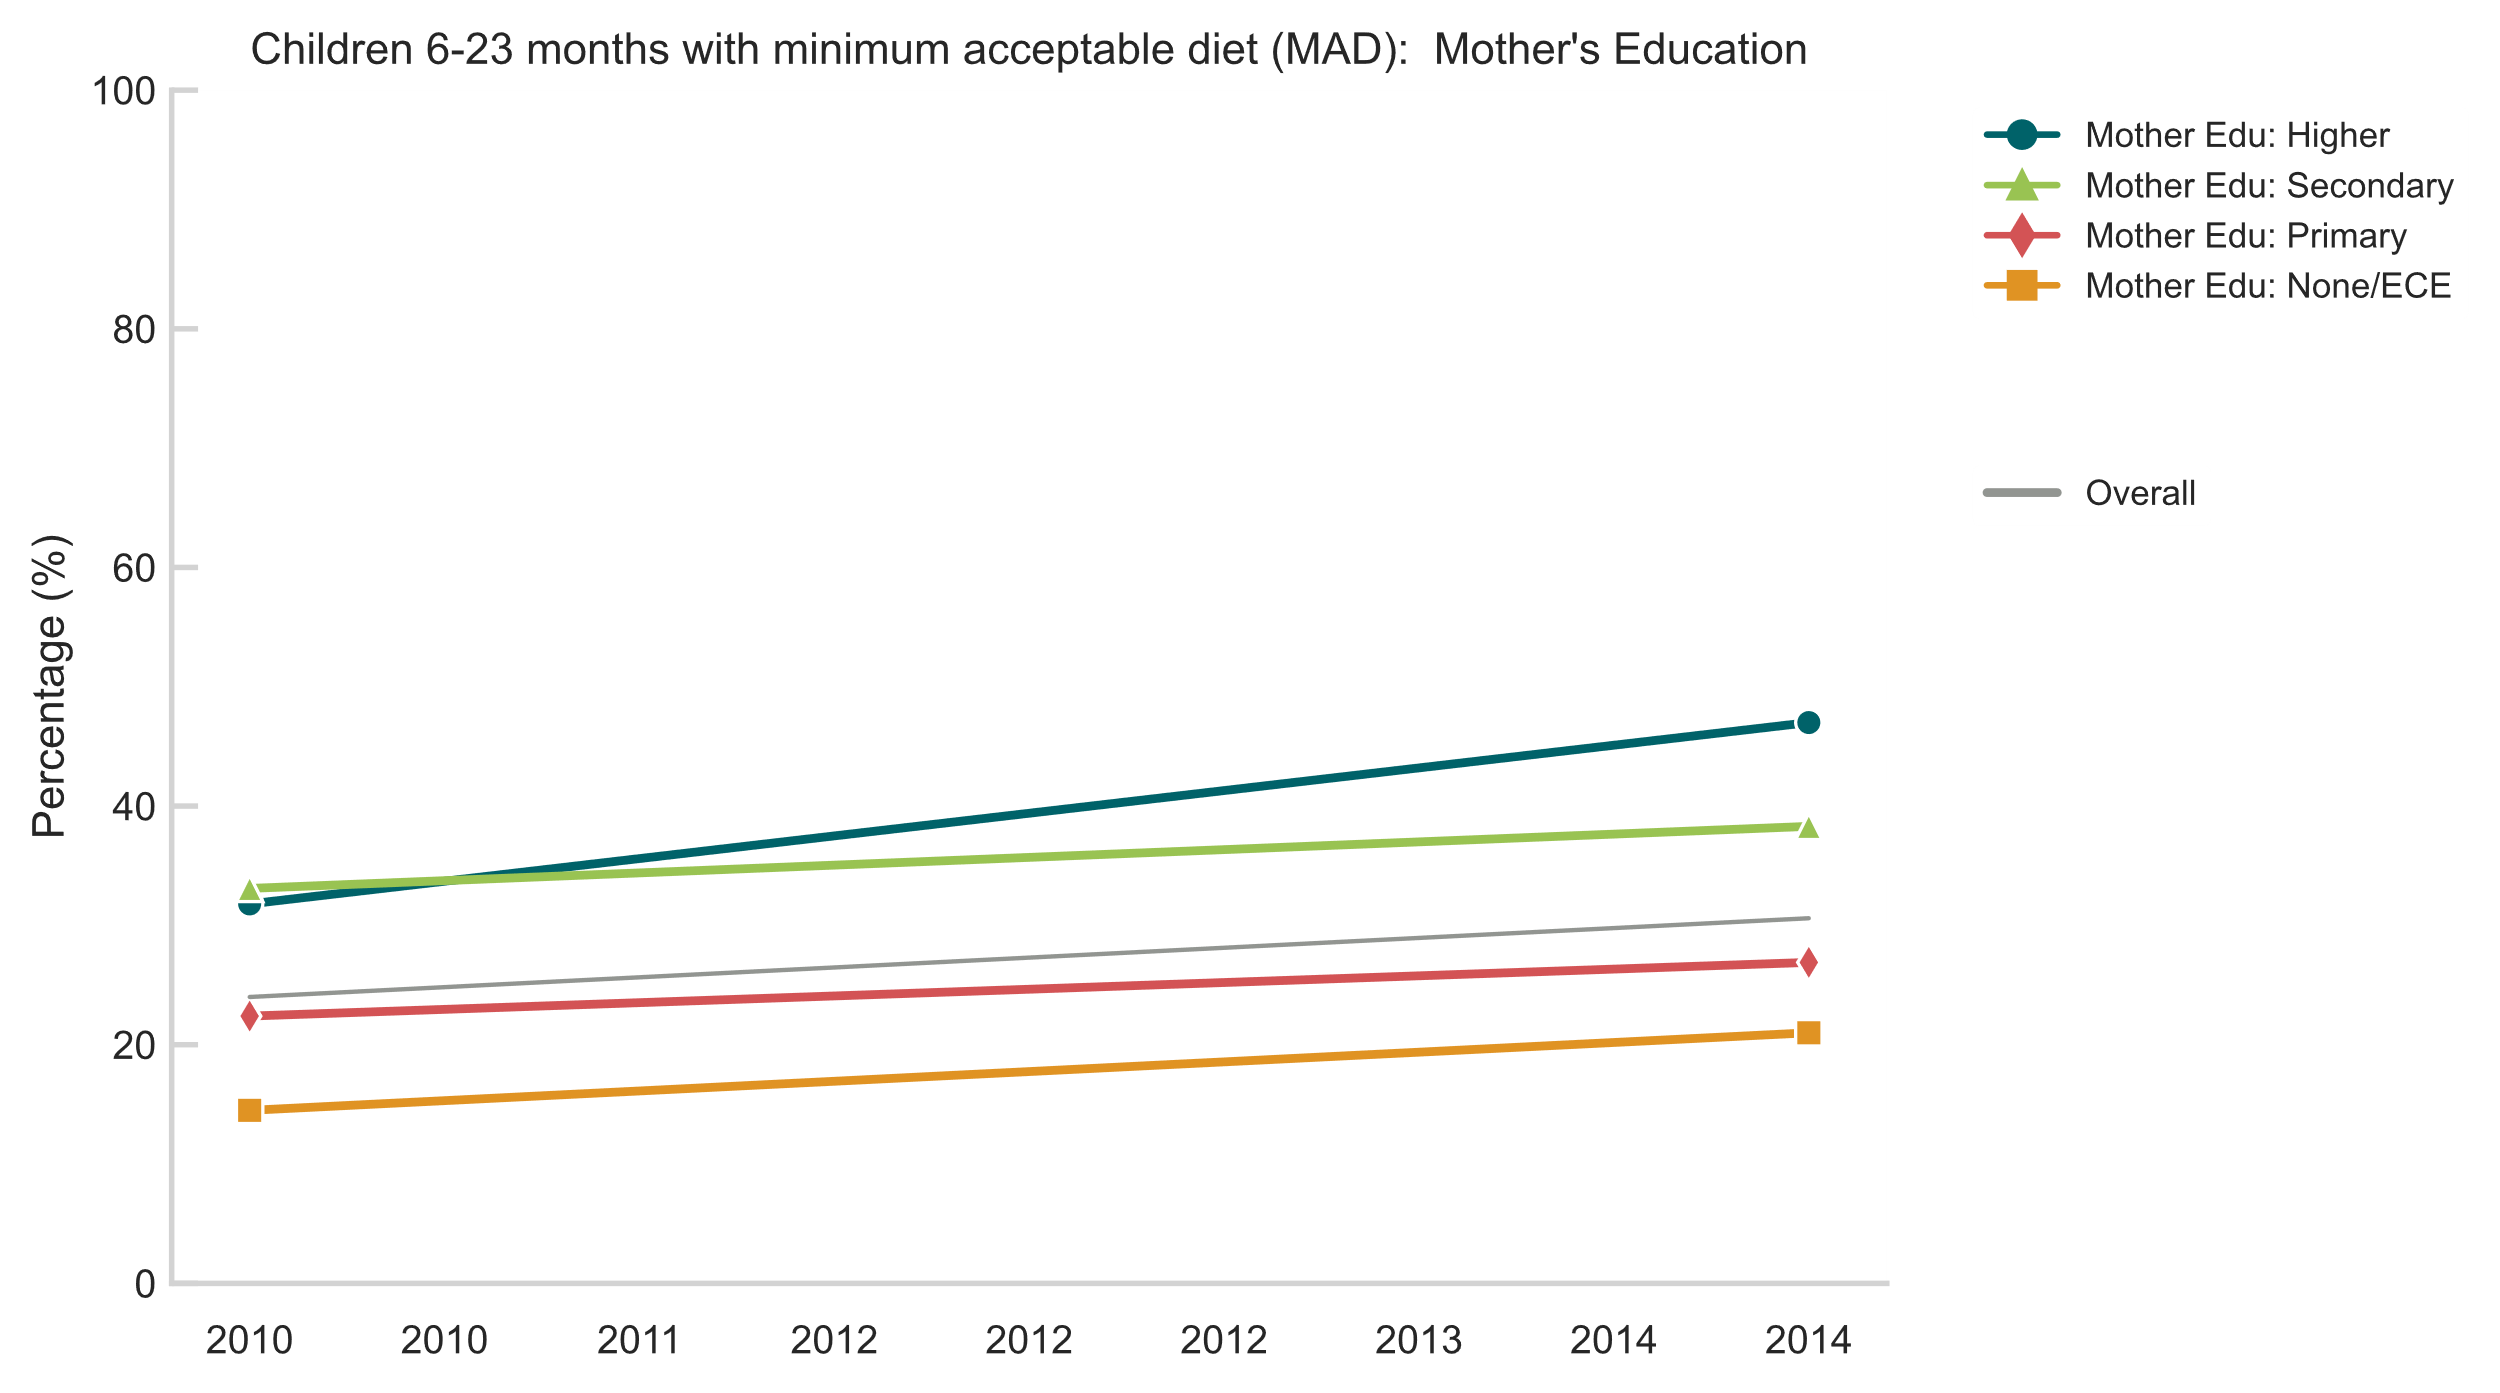 Children 6-23 months with minimum acceptable diet (MAD): Mother's Education
100
80
60
40
20
0
Percentage (%)
2010 2010 2011 2012 2012 2012 2013 2014 2014
Mother Edu: Higher
Mother Edu: Secondary
Mother Edu: Primary
Mother Edu: None/ECE
Overall